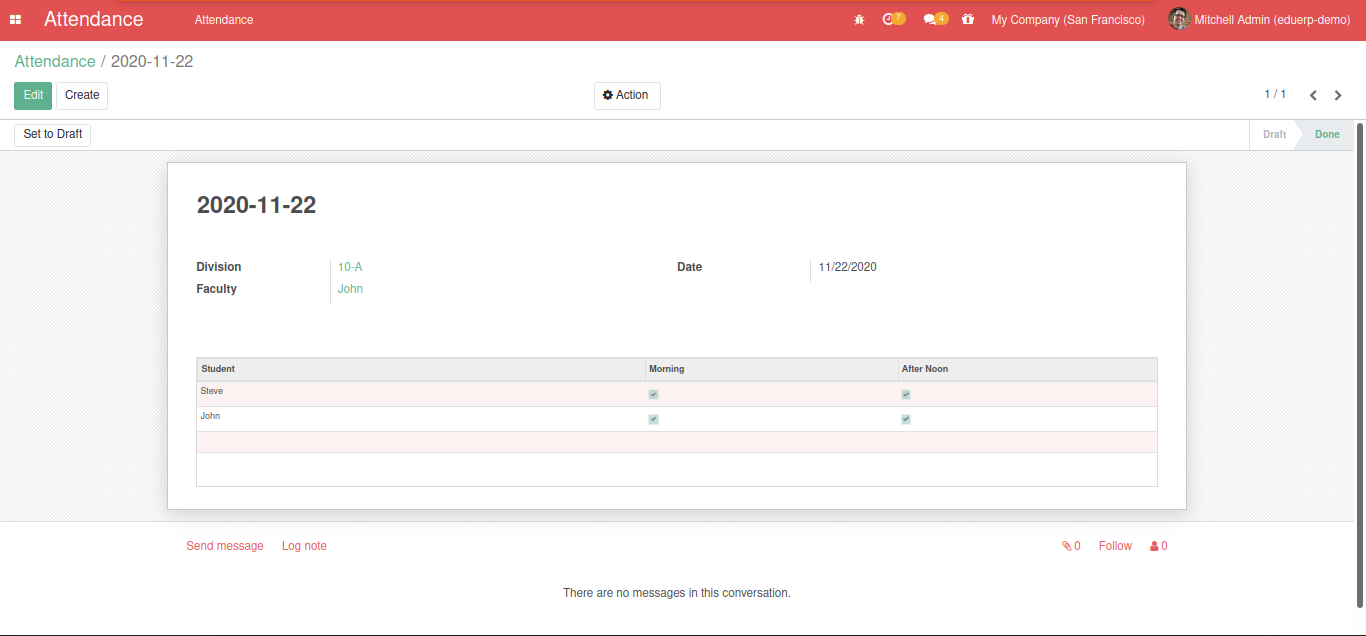 Attendance Attendance 7 4 My Company (San Francisco) Mitchell Admin (eduerp-demo)
Attendance / 2020-11-22
Edit Create Action 1 / 1
Set to Draft Draft Done
2020-11-22
Division 10-A Date 11/22/2020
Faculty John
Student Morning After Noon
Steve
John
Send message Log note 0 Follow 0
There are no messages in this conversation.